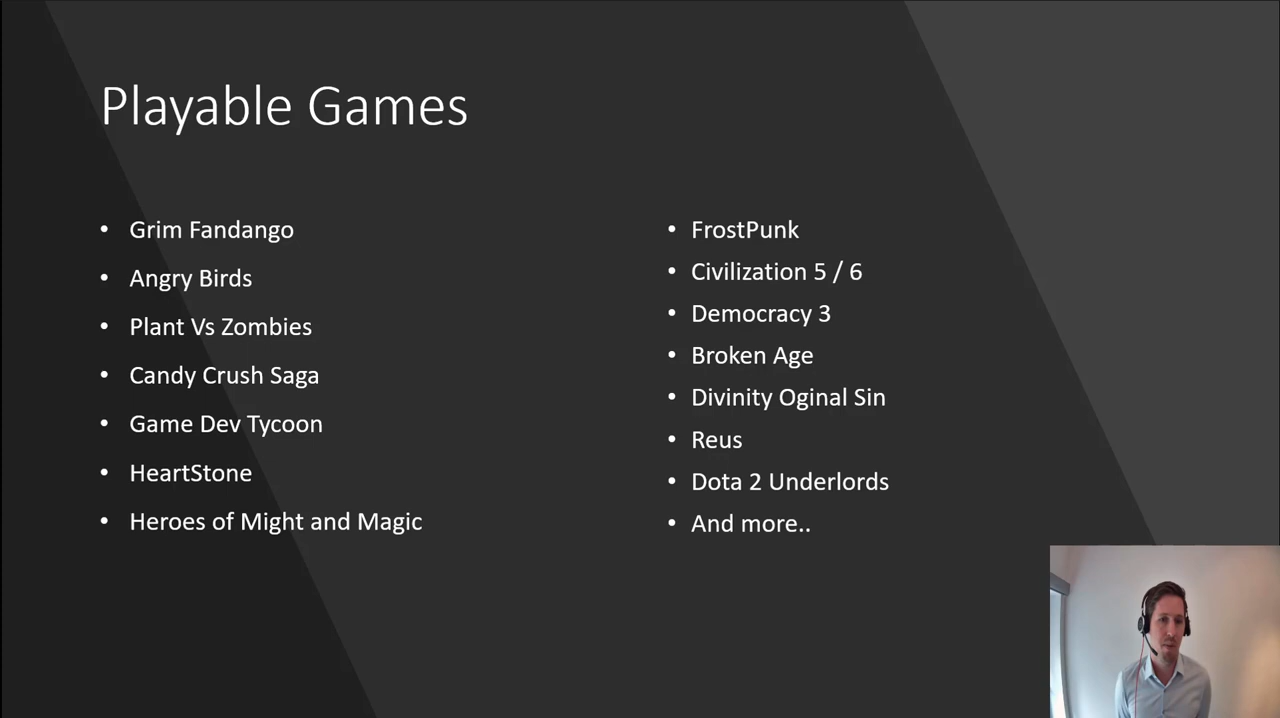 Playable Games
• Grim Fandango
• Angry Birds
• Plant Vs Zombies
• Candy Crush Saga
• Game Dev Tycoon
• HeartStone
• Heroes of Might and Magic
• FrostPunk
• Civilization 5 / 6
• Democracy 3
• Broken Age
• Divinity Oginal Sin
• Reus
• Dota 2 Underlords
• And more..